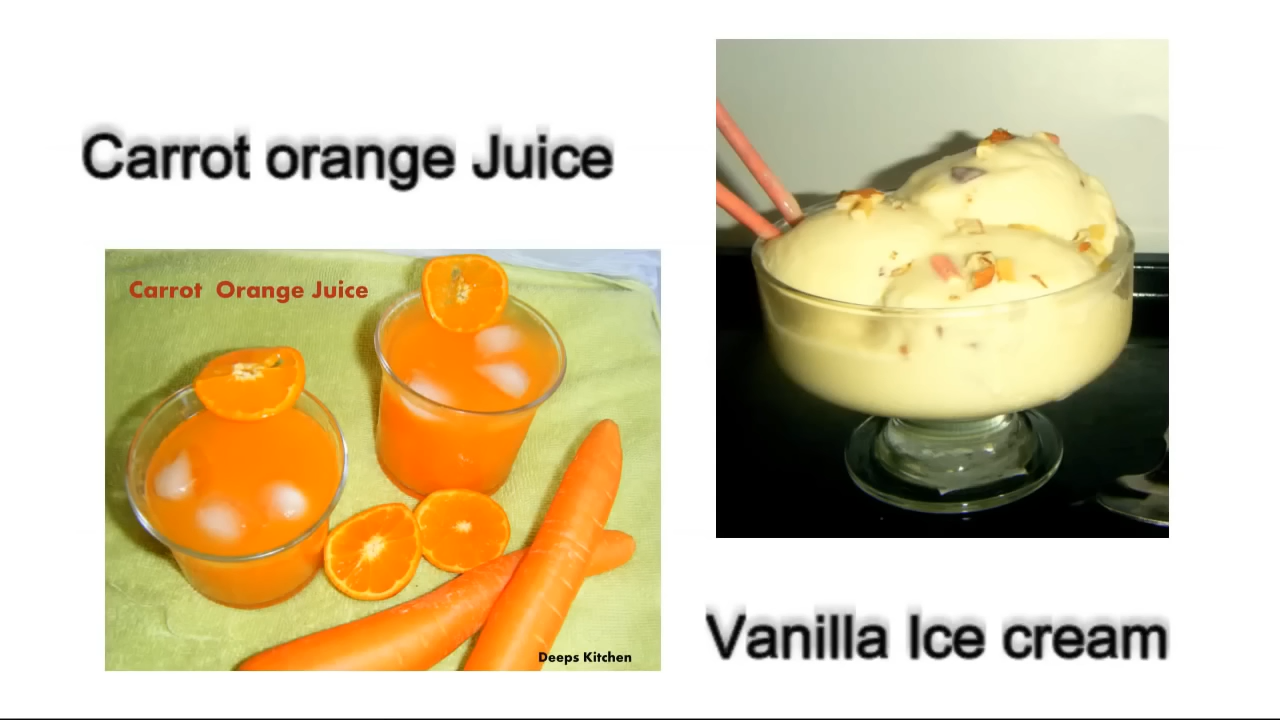 Carrot orange Juice
Carrot Orange Juice
Deeps Kitchen
Vanilla Ice cream